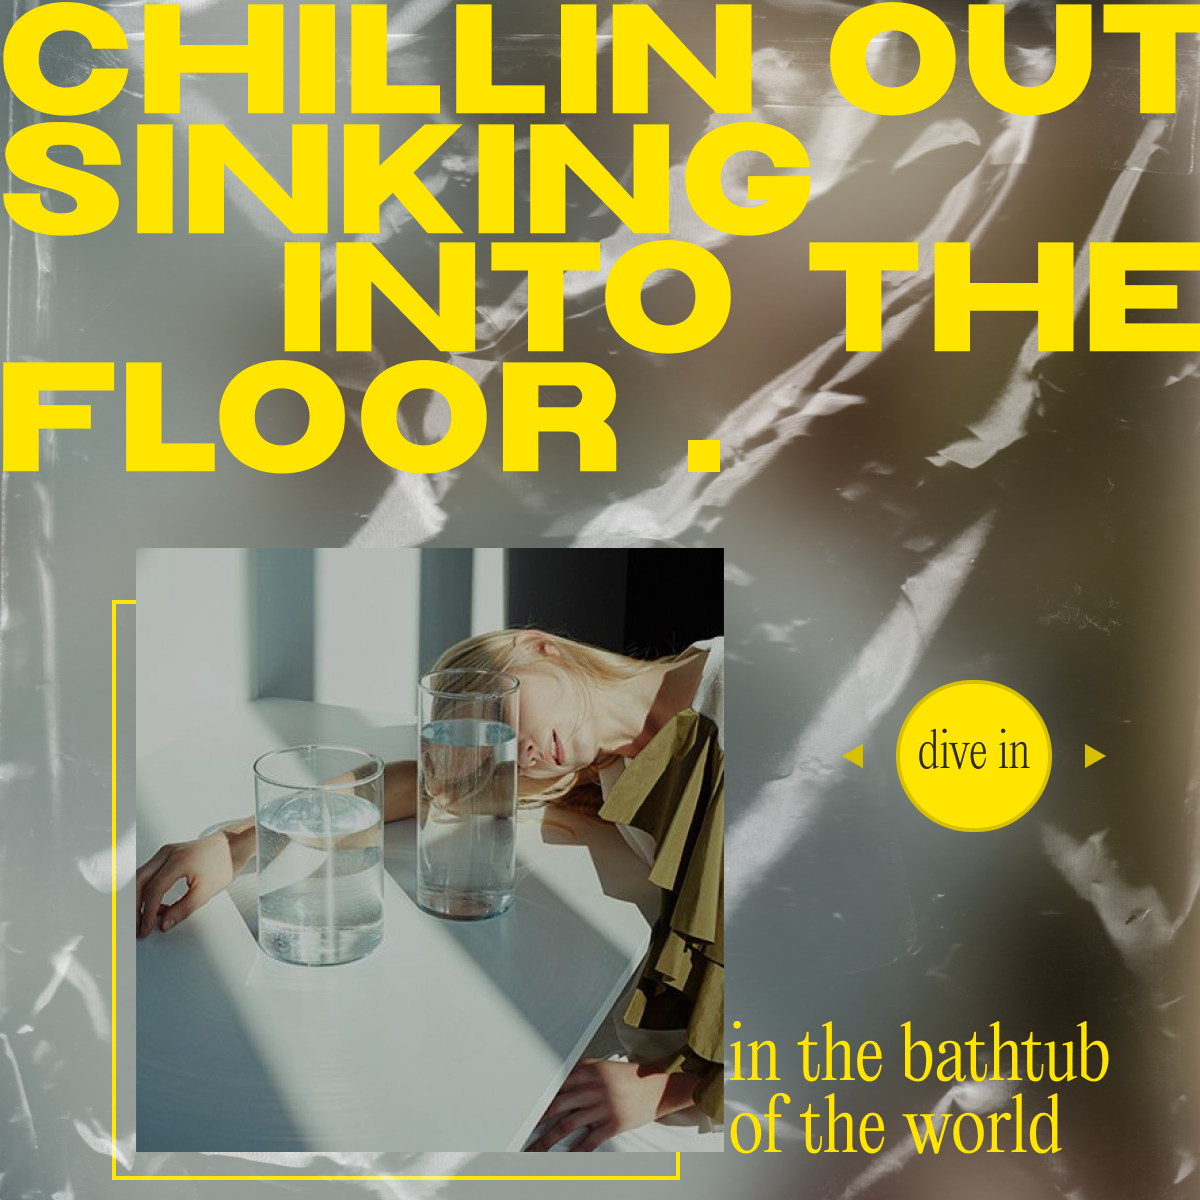 CHILLIN OUT
SINKING
INTO THE
FLOOR .
dive in
in the bathtub
of the world